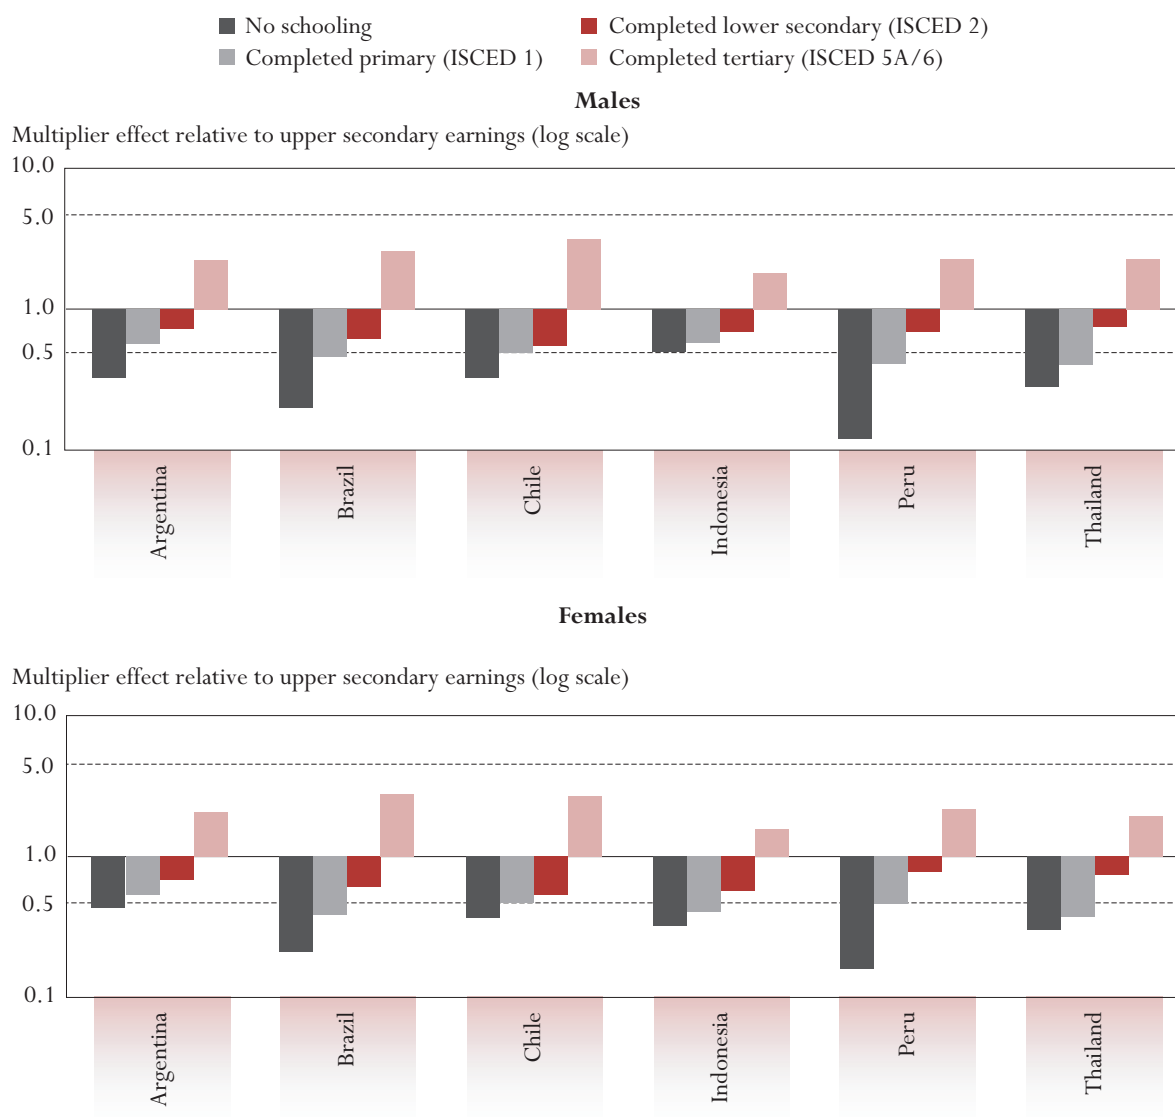 No schooling
Completed lower secondary (ISCED 2)
Completed primary (ISCED 1)
Completed tertiary (ISCED 5A/6)
Males
Multiplier effect relative to upper secondary earnings (log scale)
10.0
5.0
1.0
0.5
0.1
Argentina
Brazil
Chile
Indonesia
Peru
Thailand
Females
Multiplier effect relative to upper secondary earnings (log scale)
10.0
5.0
1.0
0.5
0.1
Argentina
Brazil
Chile
Indonesia
Peru
Thailand